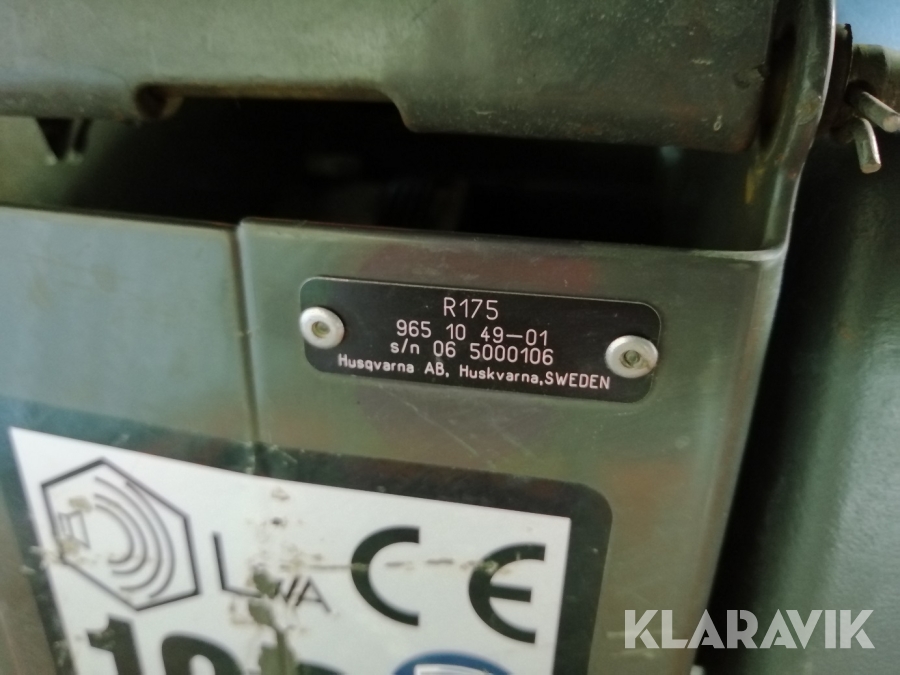 R175
965 10 49-01
s/n 06 5000106
Husqvarna AB, Huskvarna, SWEDEN
LWA CE
KLARAVIK